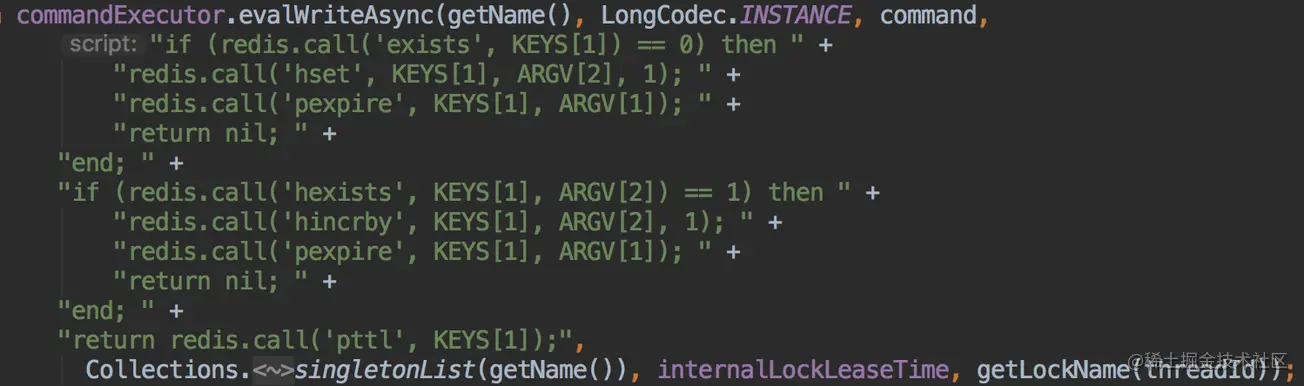 commandExecutor.evalWriteAsync(getName(), LongCodec.INSTANCE, command,
script: "if (redis.call('exists', KEYS[1]) == 0) then " +
"redis.call('hset', KEYS[1], ARGV[2], 1); " +
"redis.call('pexpire', KEYS[1], ARGV[1]); " +
"return nil; " +
"end; " +
"if (redis.call('hexists', KEYS[1], ARGV[2]) == 1) then " +
"redis.call('hincrby', KEYS[1], ARGV[2], 1); " +
"redis.call('pexpire', KEYS[1], ARGV[1]); " +
"return nil; " +
"end; " +
"return redis.call('pttl', KEYS[1]);",
Collections.<~>singletonList(getName()), internalLockLeaseTime, getLockName(threadId));
@稀土掘金技术社区